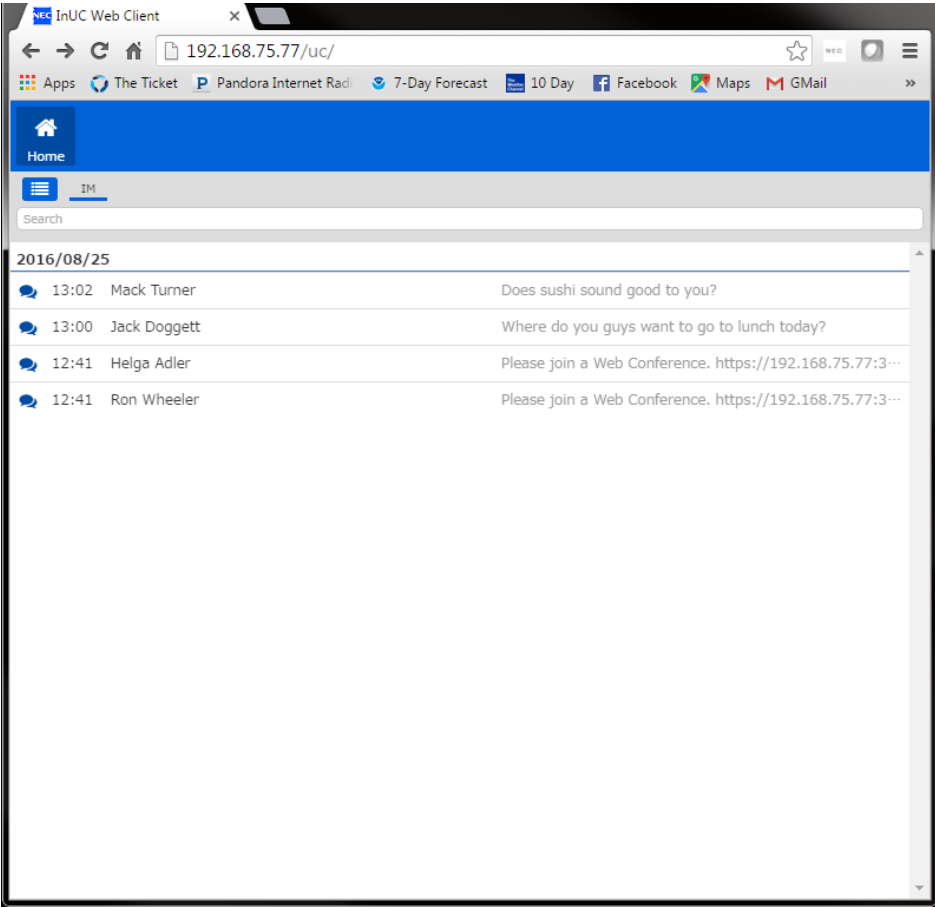 NEC InUC Web Client
192.168.75.77/uc/ NEC
Apps The Ticket P Pandora Internet Radi 7-Day Forecast 10 Day Facebook Maps GMail »
Home
IM
Search
2016/08/25
13:02 Mack Turner Does sushi sound good to you?
13:00 Jack Doggett Where do you guys want to go to lunch today?
12:41 Helga Adler Please join a Web Conference. https://192.168.75.77:3···
12:41 Ron Wheeler Please join a Web Conference. https://192.168.75.77:3···